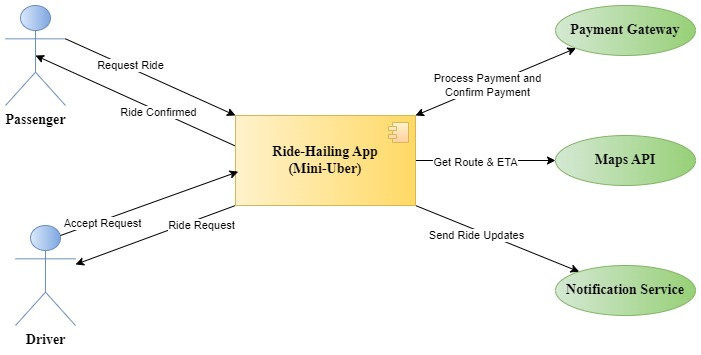 Payment Gateway
Request Ride
Process Payment and
Confirm Payment
Ride Confirmed
Passenger
Ride-Hailing App
(Mini-Uber)
Get Route & ETA
Maps API
Accept Request
Ride Request
Send Ride Updates
Notification Service
Driver